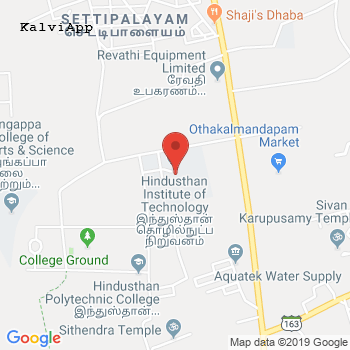 SETTIPALAYAM
செட்டிபாளையம்
KalviApp
Shaji's Dhaba
Revathi Equipment
Limited
ரேவதி
உபகரணம்...
Othakalmandapam
Market
ngappa
College of
rts & Science
ங்கப்பா
லை
ற்றும்...
Hindusthan
Institute of
Technology
இந்துஸ்தான்
தொழில்நுட்ப
நிறுவனம்
Sivan
Karupusamy Temple
College Ground
Aquatek Water Supply
Hindusthan
Polytechnic College
இந்துஸ்தான்...
Sithendra Temple
163
Google
Map data ©2019 Google